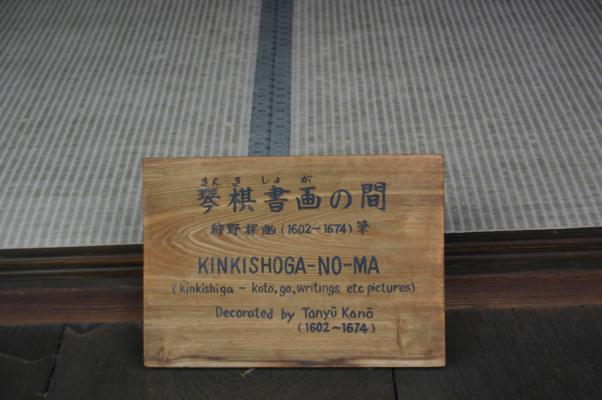 きんきしょが
琴棋書画の間
狩野探幽(1602~1674)筆
KINKISHOGA-NO-MA
(Kinkishiga - koto, go, writings etc pictures)
Decorated by Tanyū Kanō
(1602~1674)